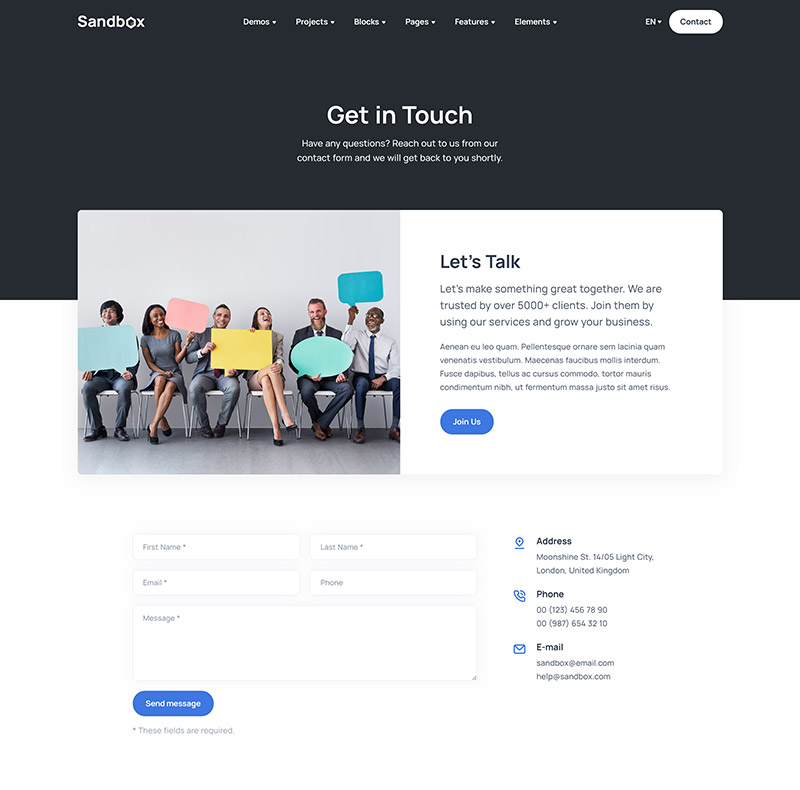 Sandbox
Demos
Projects
Blocks
Pages
Features
Elements
EN
Contact
Get in Touch
Have any questions? Reach out to us from our
contact form and we will get back to you shortly.
Let's Talk
Let's make something great together. We are
trusted by over 5000+ clients. Join them by
using our services and grow your business.
Aenean eu leo quam. Pellentesque ornare sem lacinia quam
venenatis vestibulum. Maecenas faucibus mollis interdum.
Fusce dapibus, tellus ac cursus commodo, tortor mauris
condimentum nibh, ut fermentum massa justo sit amet risus.
Join Us
First Name *
Last Name *
Email *
Phone
Message *
Send message
* These fields are required.
Address
Moonshine St. 14/05 Light City,
London, United Kingdom
Phone
00 (123) 456 78 90
00 (987) 654 32 10
E-mail
sandbox@email.com
help@sandbox.com